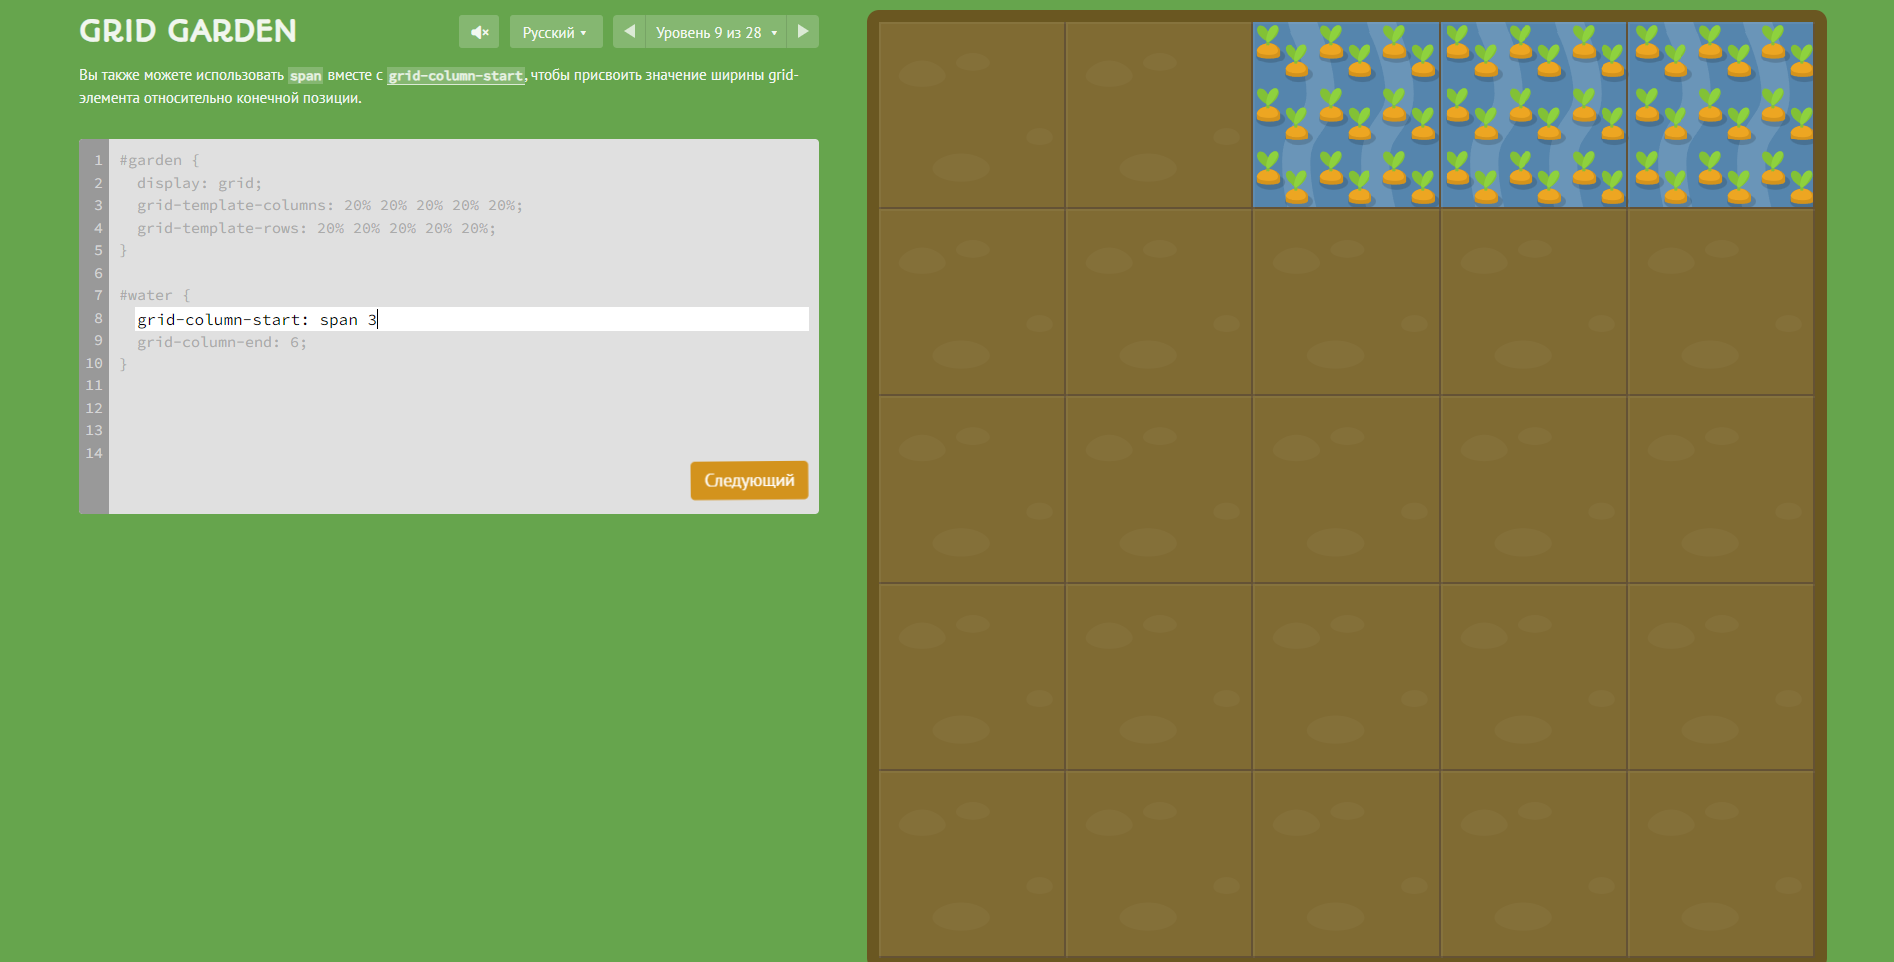 GRID GARDEN
Русский ▾
Уровень 9 из 28 ▾
Вы также можете использовать span вместе с grid-column-start, чтобы присвоить значение ширины grid-
элемента относительно конечной позиции.
1 #garden {
2 display: grid;
3 grid-template-columns: 20% 20% 20% 20% 20%;
4 grid-template-rows: 20% 20% 20% 20% 20%;
5 }
6
7 #water {
8 grid-column-start: span 3
9 grid-column-end: 6;
10 }
11
12
13
14
Следующий